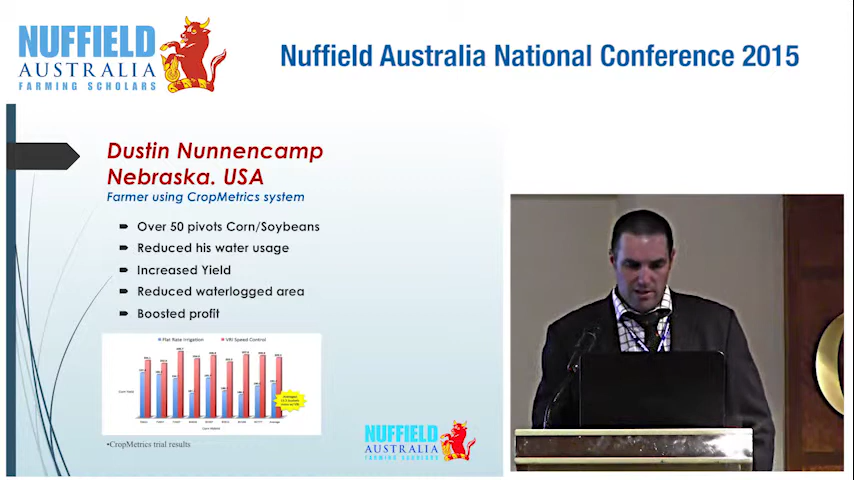 NUFFIELD
AUSTRALIA
FARMING SCHOLARS
Nuffield Australia National Conference 2015
Dustin Nunnencamp
Nebraska. USA
Farmer using CropMetrics system
Over 50 pivots Corn/Soybeans
Reduced his water usage
Increased Yield
Reduced waterlogged area
Boosted profit
Flat Rate Irrigation
VRI Speed Control
•CropMetrics trial results
NUFFIELD
AUSTRALIA
FARMING SCHOLARS